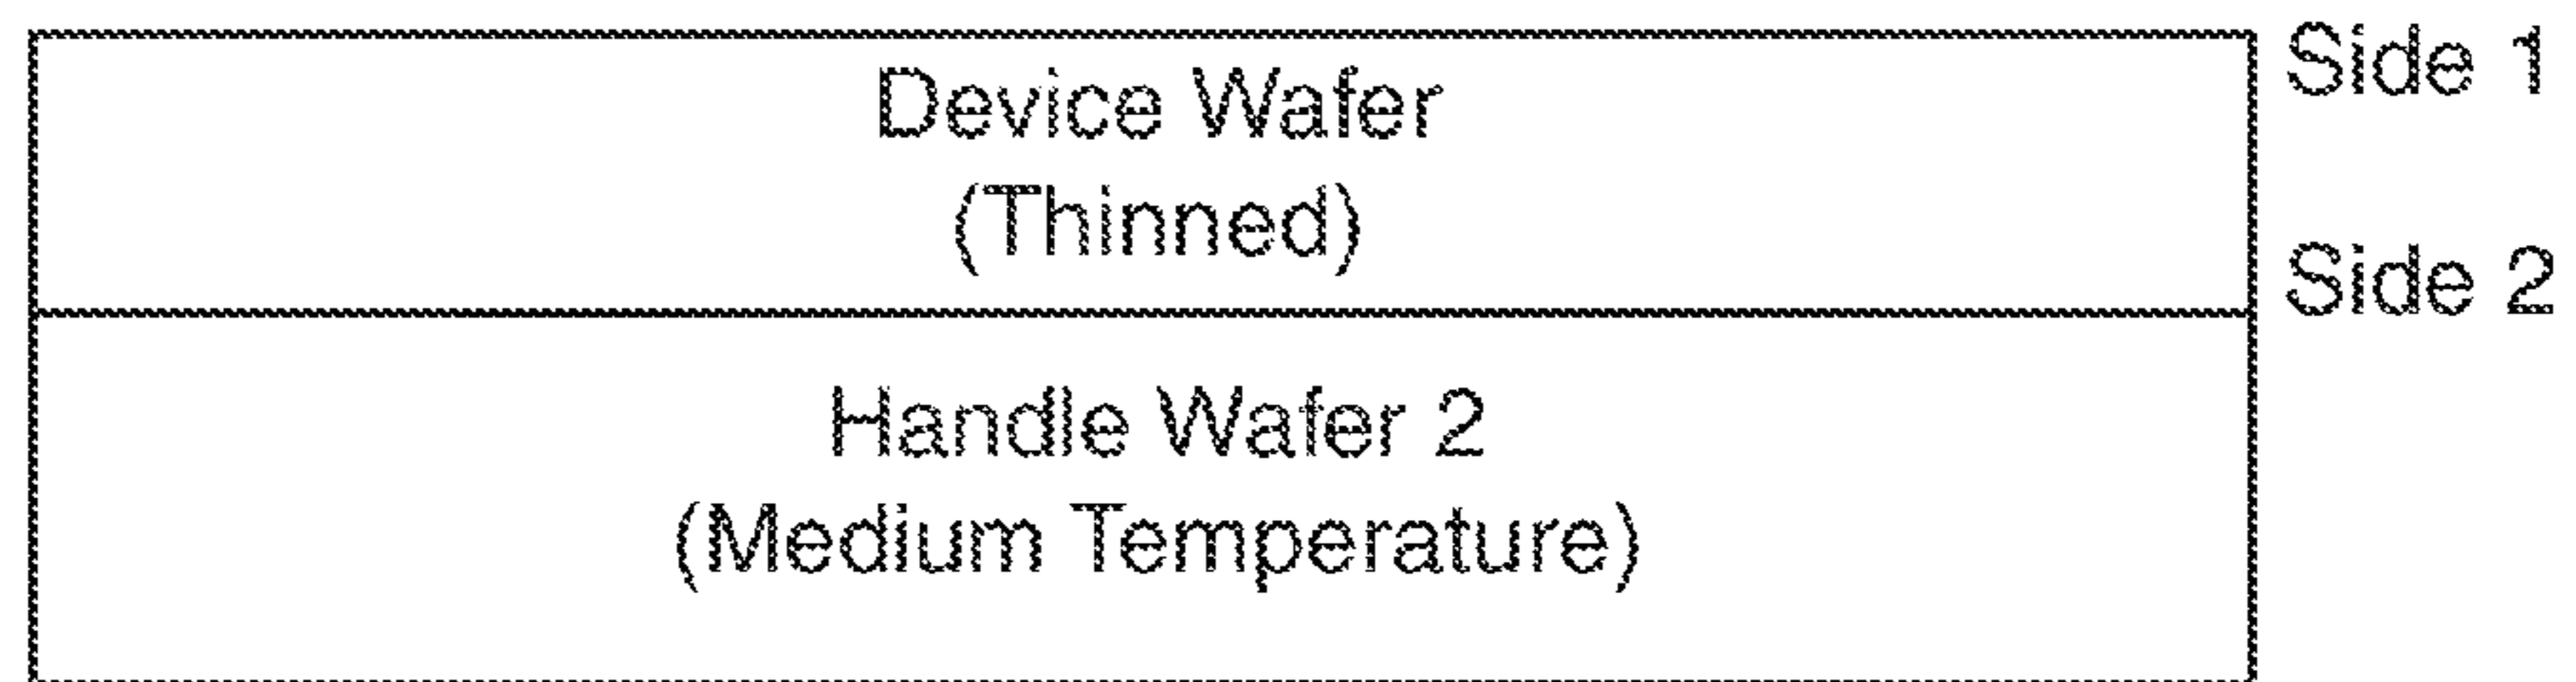 Device Wafer
(Thinned)
Side 1
Side 2
Handle Wafer 2
(Medium Temperature)